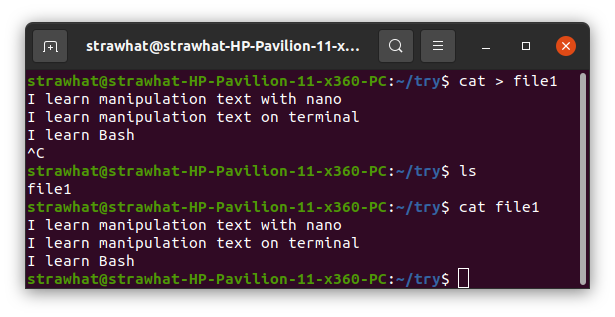 strawhat@strawhat-HP-Pavilion-11-x...
strawhat@strawhat-HP-Pavilion-11-x360-PC:~/try$ cat > file1
I learn manipulation text with nano
I learn manipulation text on terminal
I learn Bash
^C
strawhat@strawhat-HP-Pavilion-11-x360-PC:~/try$ ls
file1
strawhat@strawhat-HP-Pavilion-11-x360-PC:~/try$ cat file1
I learn manipulation text with nano
I learn manipulation text on terminal
I learn Bash
strawhat@strawhat-HP-Pavilion-11-x360-PC:~/try$